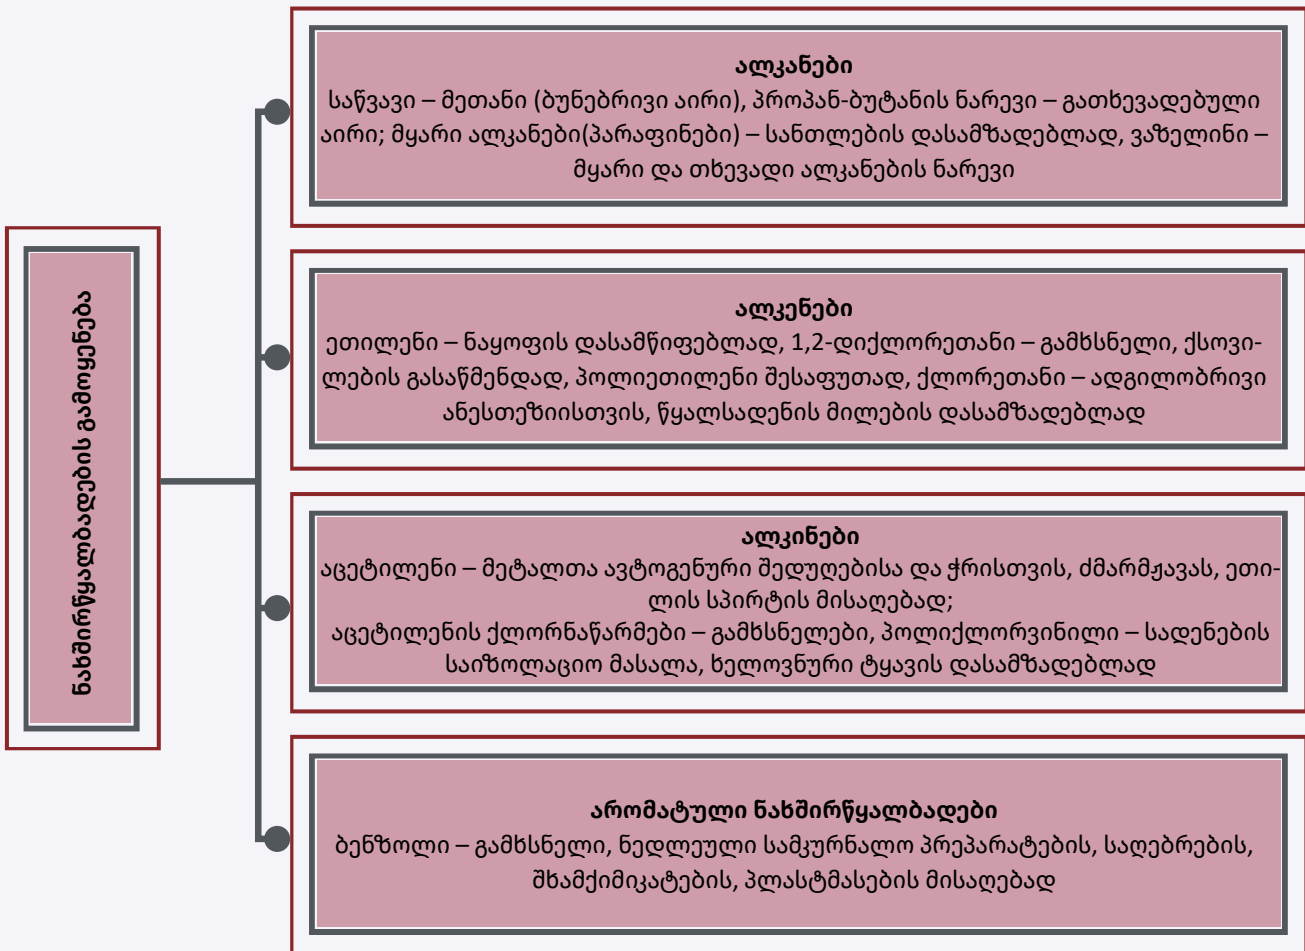 ნახშირწყალბადების გამოყენება
ალკანები
საწვავი – მეთანი (ბუნებრივი აირი), პროპან-ბუტანის ნარევი – გათხევადებული
აირი; მყარი ალკანები(პარაფინები) – სანთლების დასამზადებლად, ვაზელინი –
მყარი და თხევადი ალკანების ნარევი
ალკენები
ეთილენი – ნაყოფის დასამწიფებლად, 1,2-დიქლორეთანი – გამხსნელი, ქსოვი-
ლების გასაწმენდად, პოლიეთილენი შესაფუთად, ქლორეთანი – ადგილობრივი
ანესთეზიისთვის, წყალსადენის მილების დასამზადებლად
ალკინები
აცეტილენი – მეტალთა ავტოგენური შედუღებისა და ჭრისთვის, ძმარმჟავას, ეთი-
ლის სპირტის მისაღებად;
აცეტილენის ქლორნაწარმები – გამხსნელები, პოლიქლორვინილი – სადენების
საიზოლაციო მასალა, ხელოვნური ტყავის დასამზადებლად
არომატული ნახშირწყალბადები
ბენზოლი – გამხსნელი, ნედლეული სამკურნალო პრეპარატების, საღებრების,
შხამქიმიკატების, პლასტმასების მისაღებად